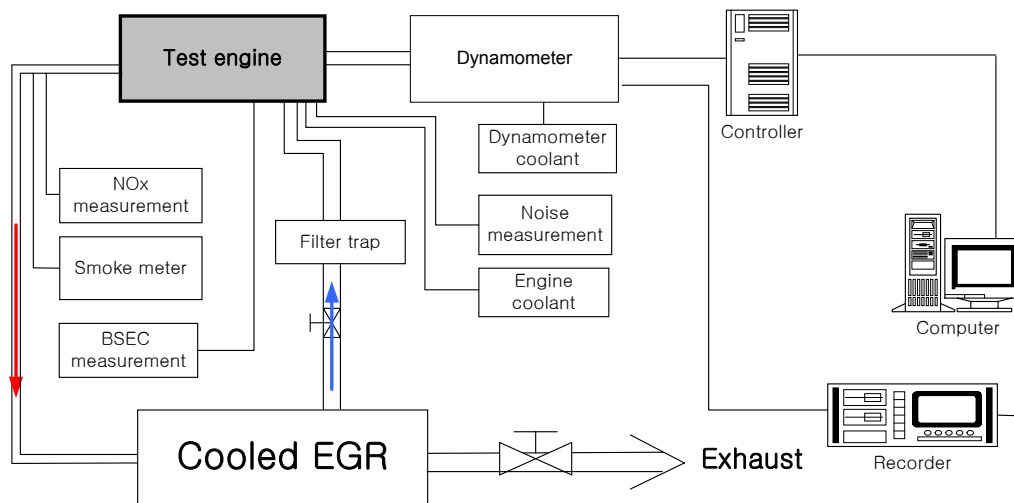 Test engine
Dynamometer
Controller
Dynamometer
coolant
NOx
measurement
Noise
measurement
Filter trap
Smoke meter
Engine
coolant
BSEC
measurement
Computer
Cooled EGR
Exhaust
Recorder